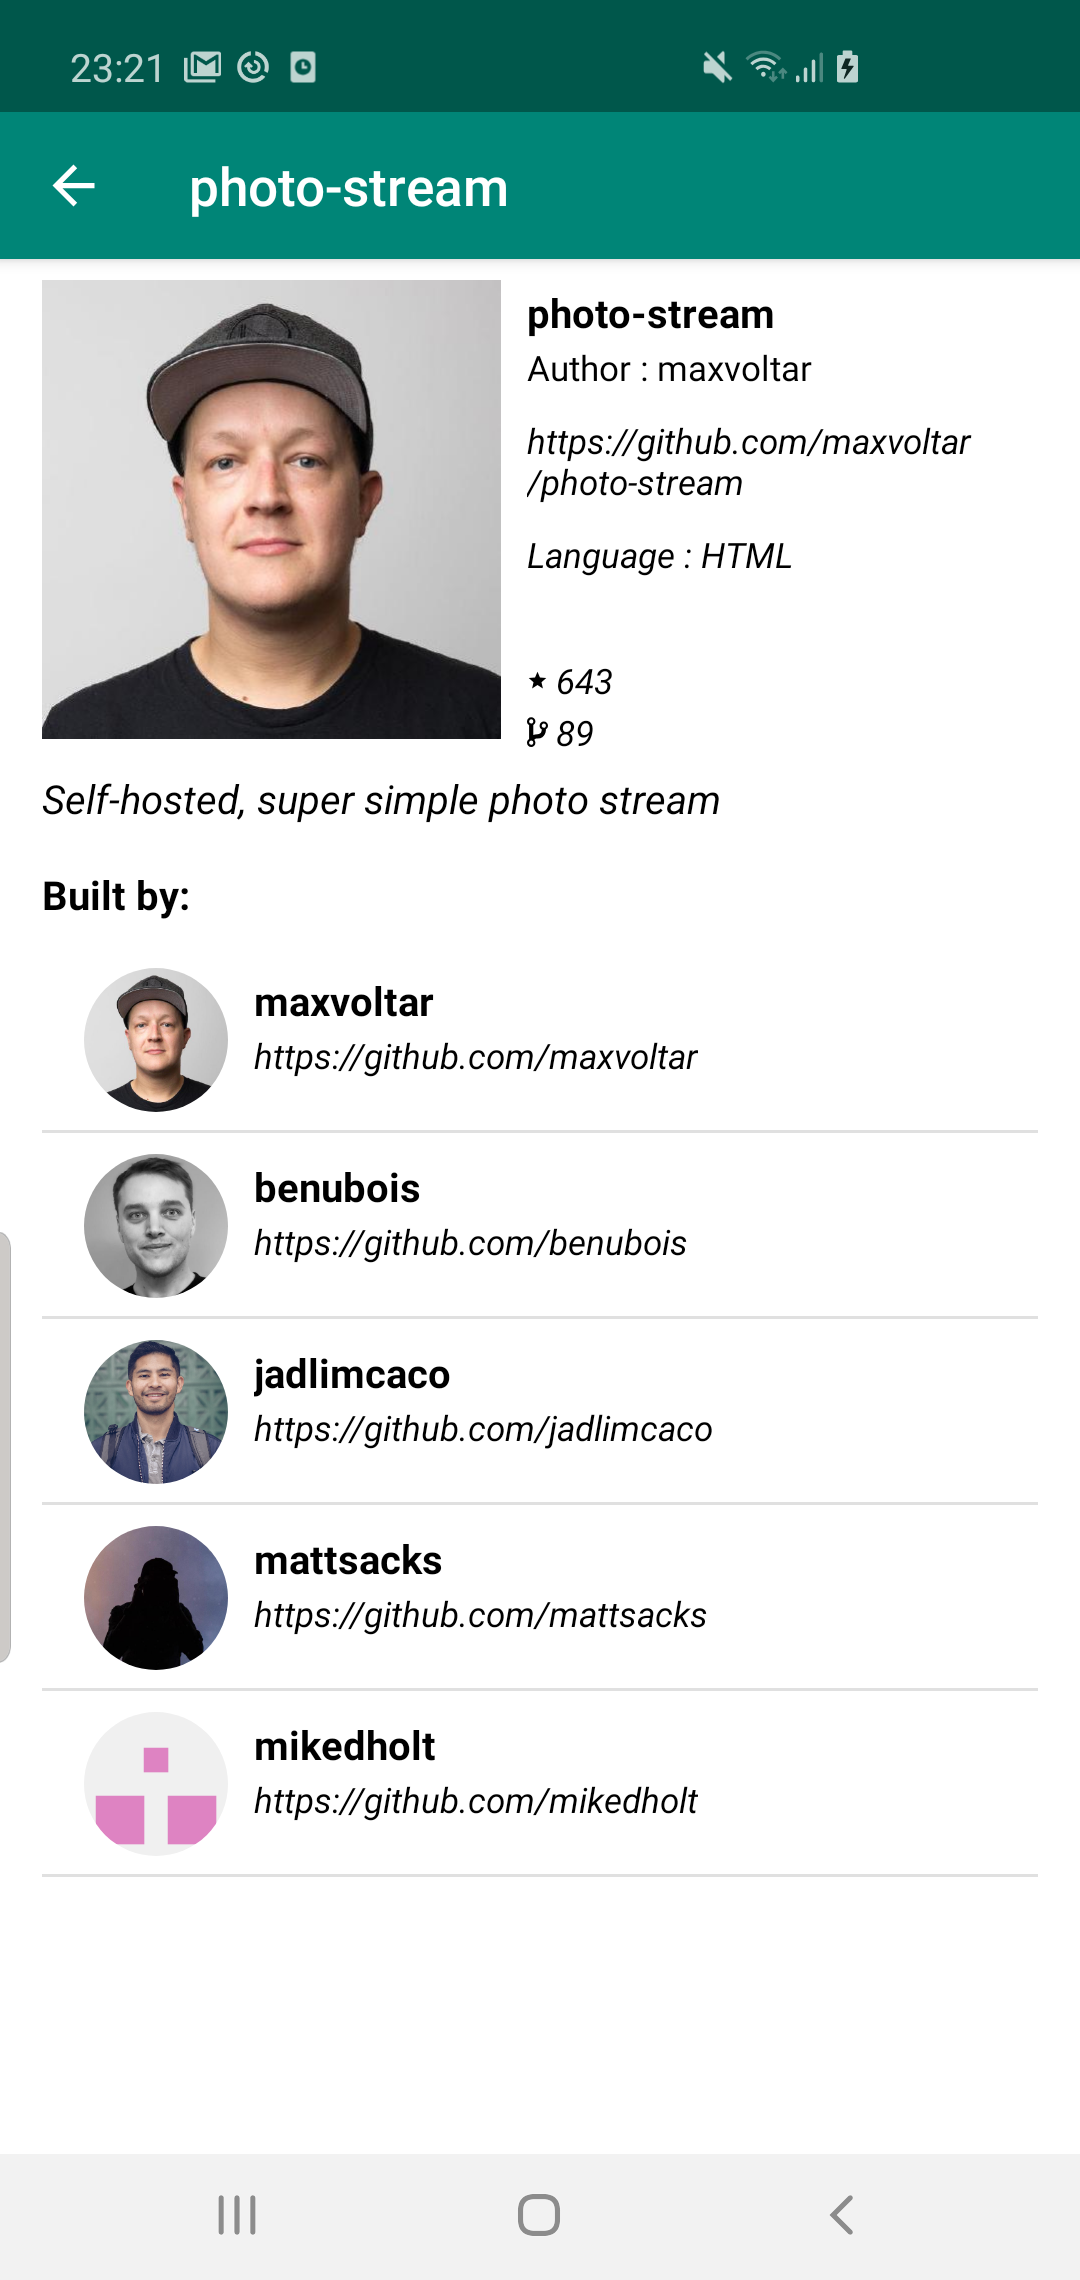 23:21
photo-stream
photo-stream
Author : maxvoltar
https://github.com/maxvoltar
/photo-stream
Language : HTML
643
89
Self-hosted, super simple photo stream
Built by:
maxvoltar
https://github.com/maxvoltar
benubois
https://github.com/benubois
jadlimcaco
https://github.com/jadlimcaco
mattsacks
https://github.com/mattsacks
mikedholt
https://github.com/mikedholt